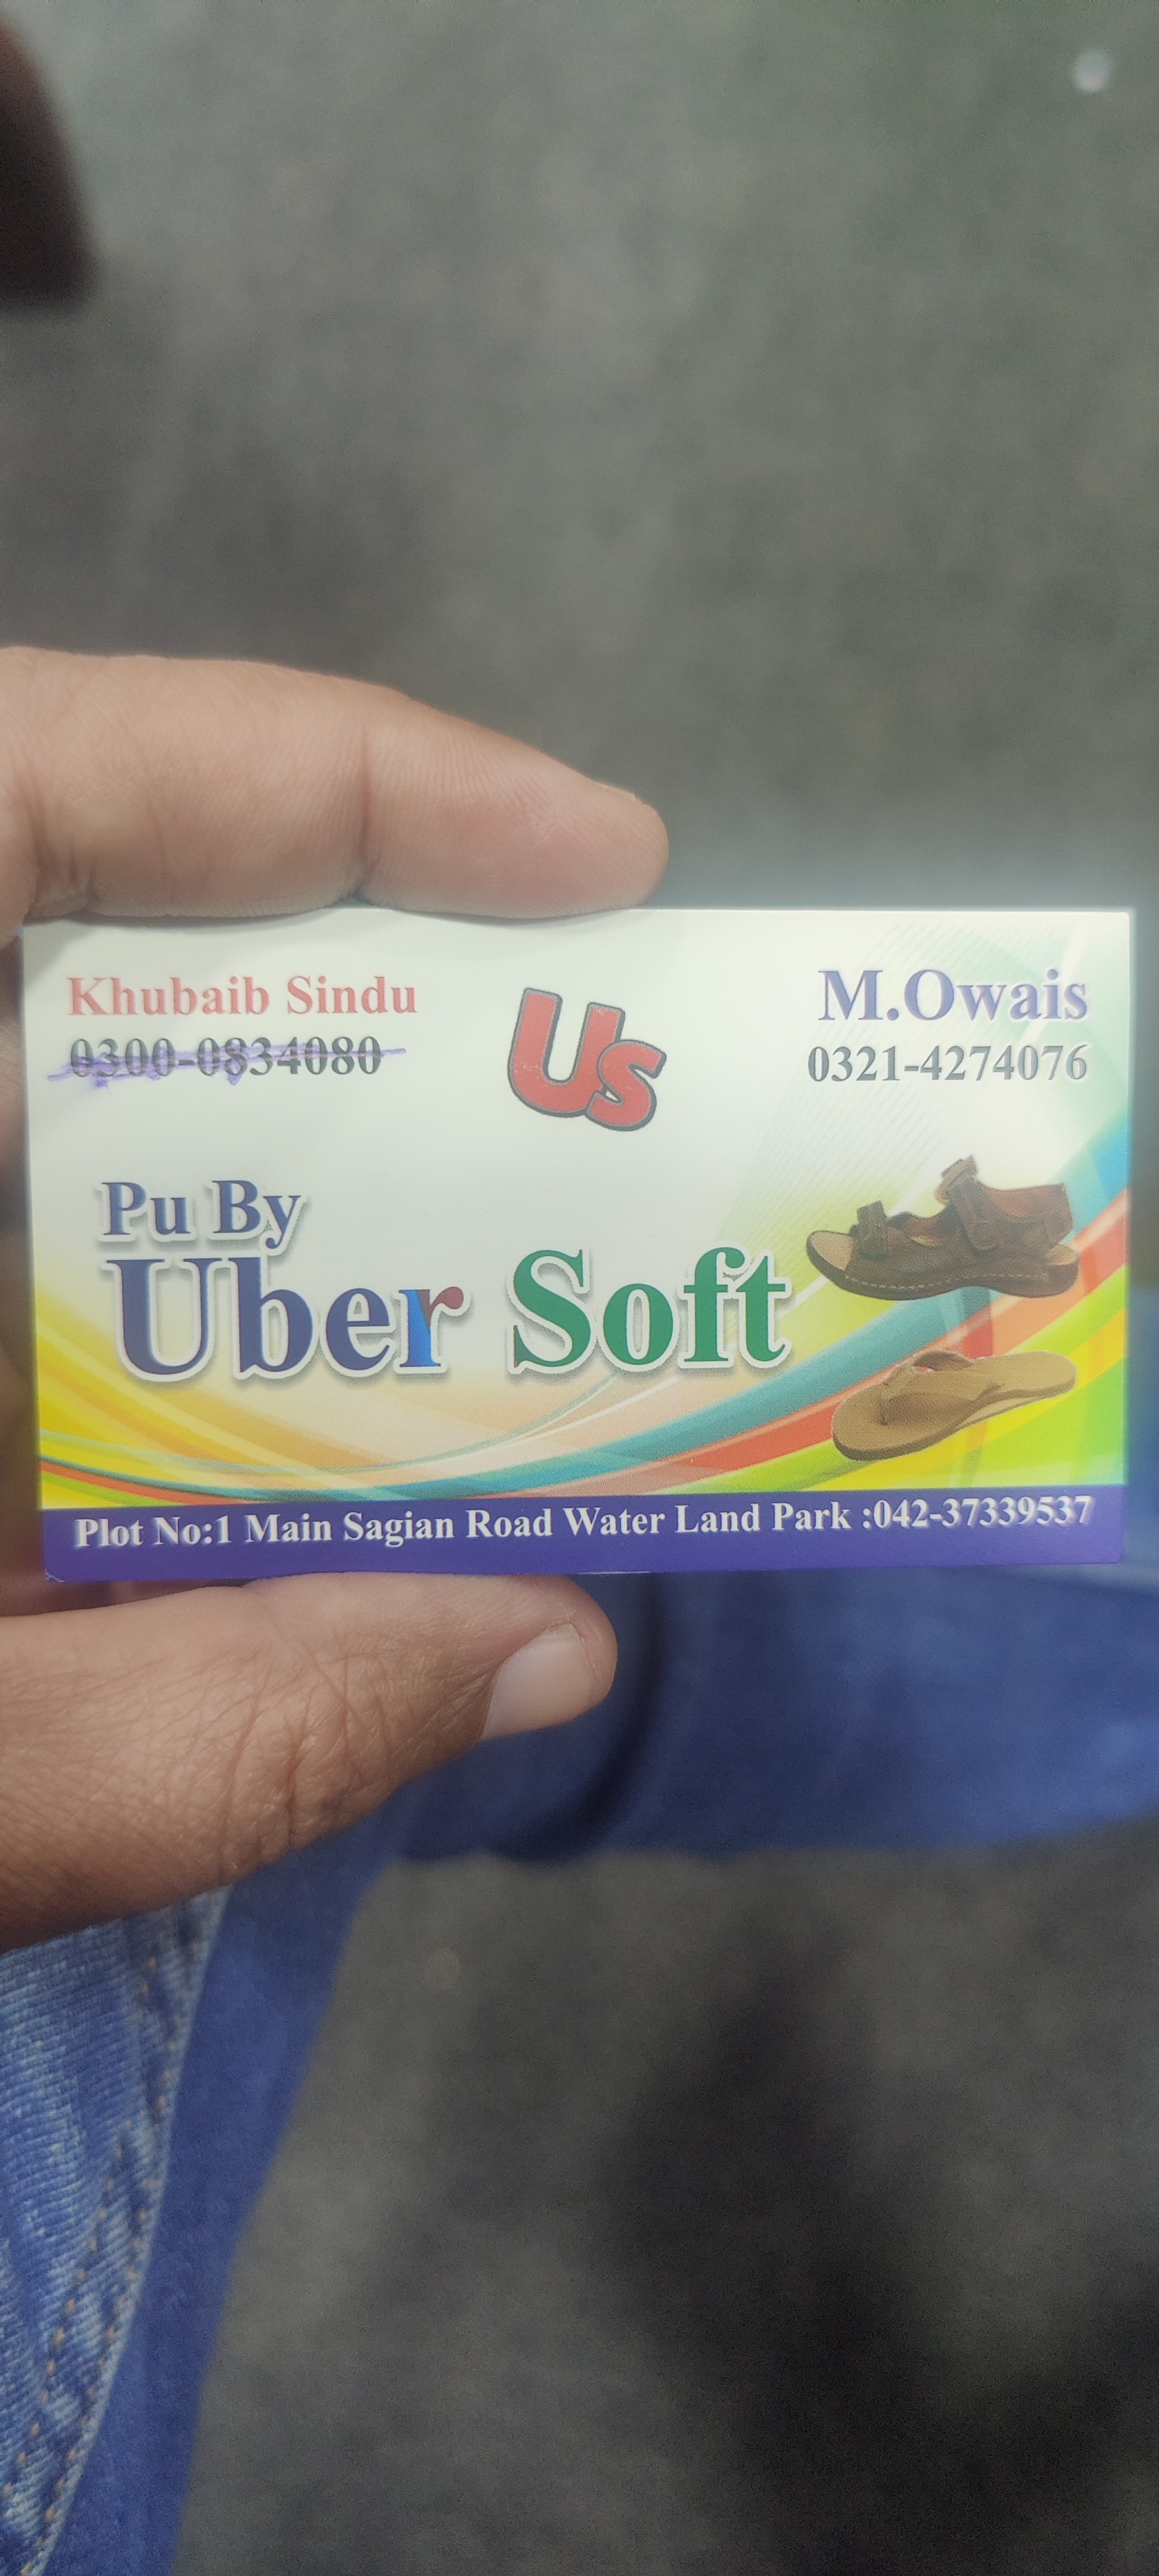 Khubaib Sindu
0300-0834080
Us
M.Owais
0321-4274076
Pu By
Uber Soft
Plot No:1 Main Sagian Road Water Land Park :042-37339537